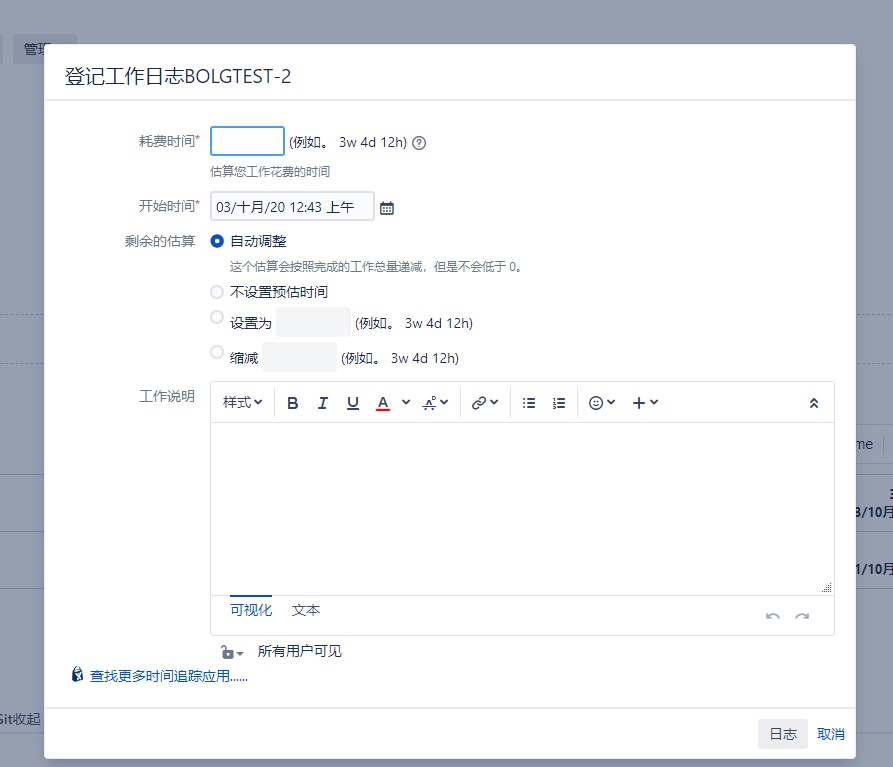 管理
登记工作日志BOLGTEST-2
耗费时间* (例如。 3w 4d 12h)
估算您工作花费的时间
开始时间* 03/十月/20 12:43 上午
剩余的估算 自动调整
这个估算会按照完成的工作总量递减，但是不会低于 0。
不设置预估时间
设置为 (例如。 3w 4d 12h)
缩减 (例如。 3w 4d 12h)
工作说明 样式 B I U A
me
3/10月
1/10月
可视化 文本
所有用户可见
查找更多时间追踪应用......
Git收起
日志 取消